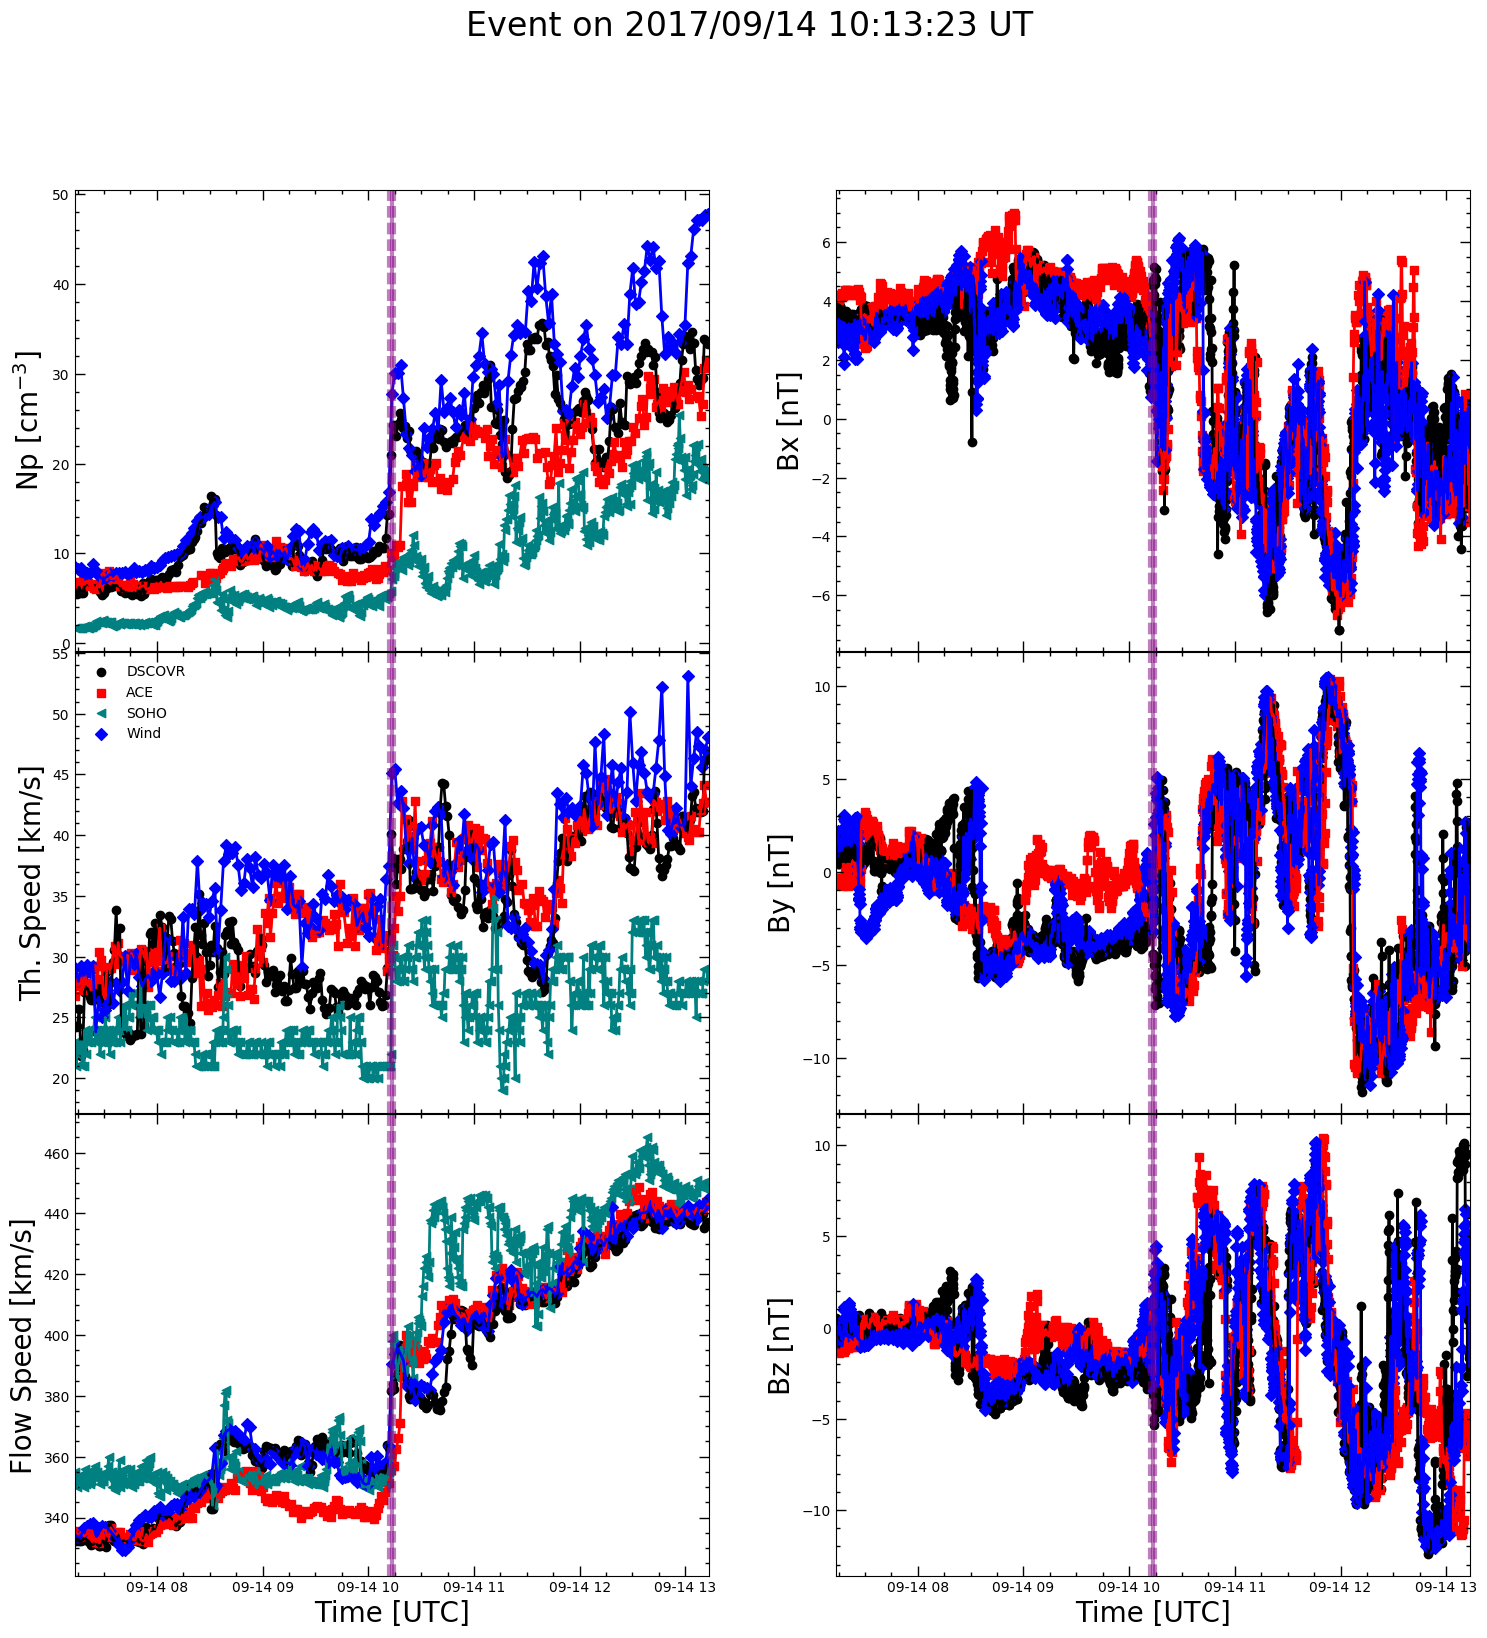 Event on 2017/09/14 10:13:23 UT
Np [cm⁻³]
50
40
30
20
10
0
Bx [nT]
6
4
2
0
−2
−4
−6
Th. Speed [km/s]
55
50
45
40
35
30
25
20
DSCOVR
ACE
SOHO
Wind
By [nT]
10
5
0
−5
−10
Flow Speed [km/s]
460
440
420
400
380
360
340
Bz [nT]
10
5
0
−5
−10
09-14 08 09-14 09 09-14 10 09-14 11 09-14 12 09-14 13
Time [UTC]
09-14 08 09-14 09 09-14 10 09-14 11 09-14 12 09-14 13
Time [UTC]